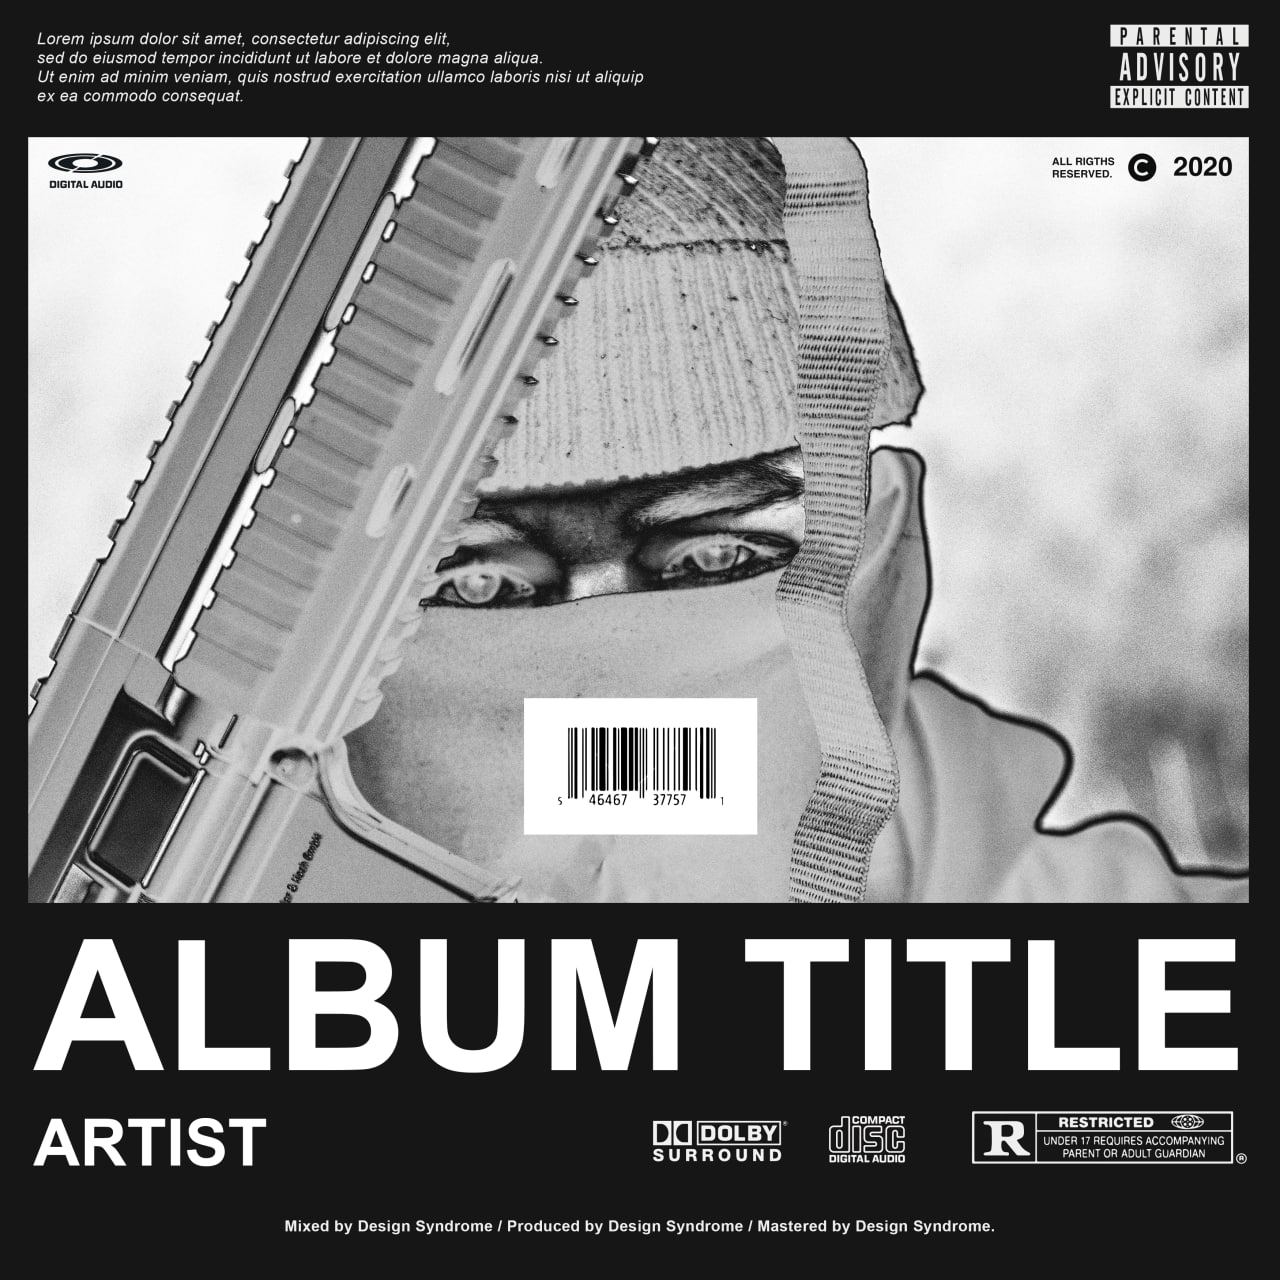 Lorem ipsum dolor sit amet, consectetur adipiscing elit,
sed do eiusmod tempor incididunt ut labore et dolore magna aliqua.
Ut enim ad minim veniam, quis nostrud exercitation ullamco laboris nisi ut aliquip
ex ea commodo consequat.
PARENTAL
ADVISORY
EXPLICIT CONTENT
DIGITAL AUDIO
ALL RIGTHS
RESERVED.
C
2020
5 46467 37757 1
& Koch GmbH
ALBUM TITLE
ARTIST
DOLBY®
SURROUND
COMPACT
disc
DIGITAL AUDIO
R
RESTRICTED
UNDER 17 REQUIRES ACCOMPANYING
PARENT OR ADULT GUARDIAN
®
Mixed by Design Syndrome / Produced by Design Syndrome / Mastered by Design Syndrome.